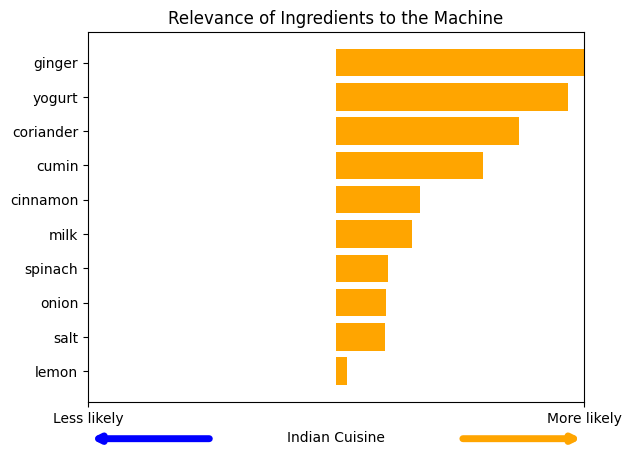 Relevance of Ingredients to the Machine
ginger
yogurt
coriander
cumin
cinnamon
milk
spinach
onion
salt
lemon
Less likely
More likely
Indian Cuisine